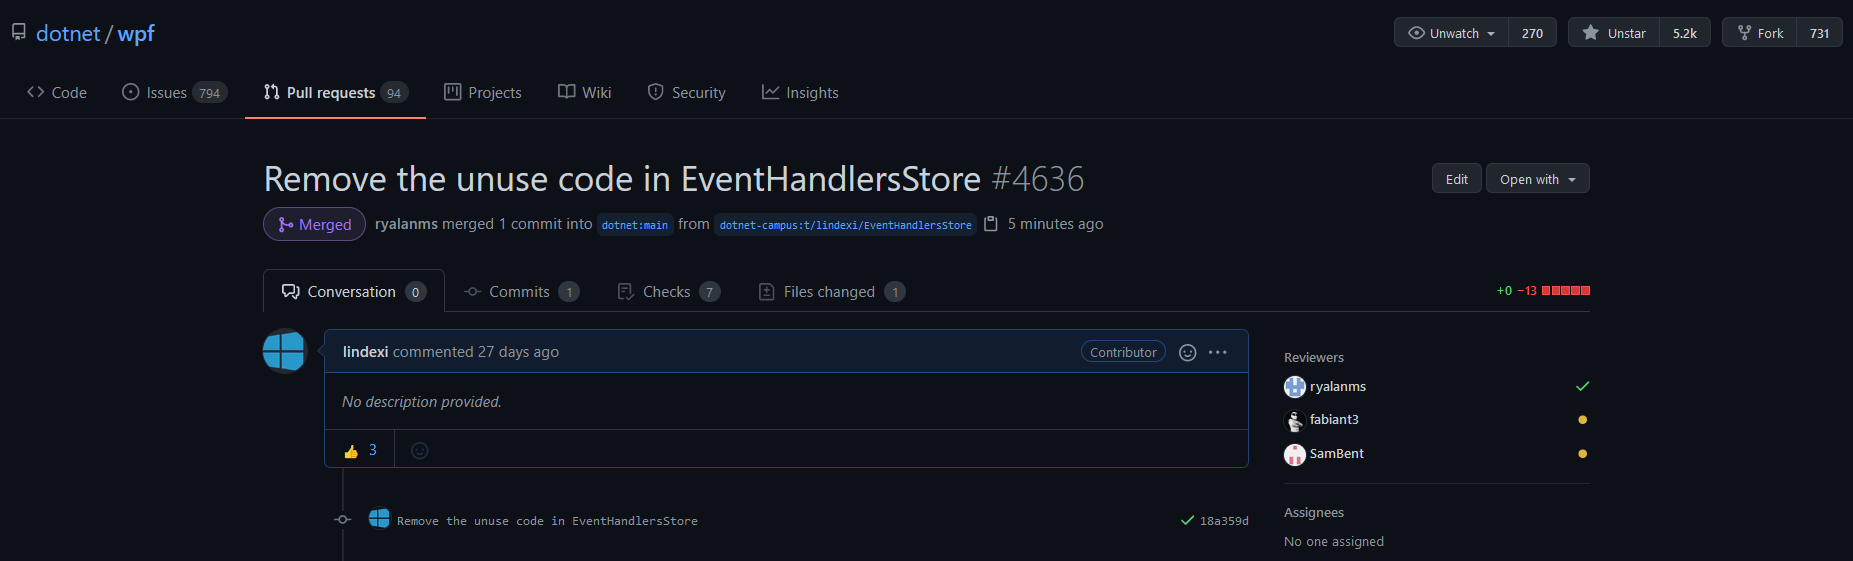 dotnet / wpf
Unwatch 270 Unstar 5.2k Fork 731
Code Issues 794 Pull requests 94 Projects Wiki Security Insights
Remove the unuse code in EventHandlersStore #4636
Edit Open with
Merged ryalanms merged 1 commit into dotnet:main from dotnet-campus:t/lindexi/EventHandlersStore 5 minutes ago
Conversation 0 Commits 1 Checks 7 Files changed 1
+0 −13
lindexi commented 27 days ago
Contributor
No description provided.
👍 3
Remove the unuse code in EventHandlersStore
18a359d
Reviewers
ryalanms
fabiant3
SamBent
Assignees
No one assigned